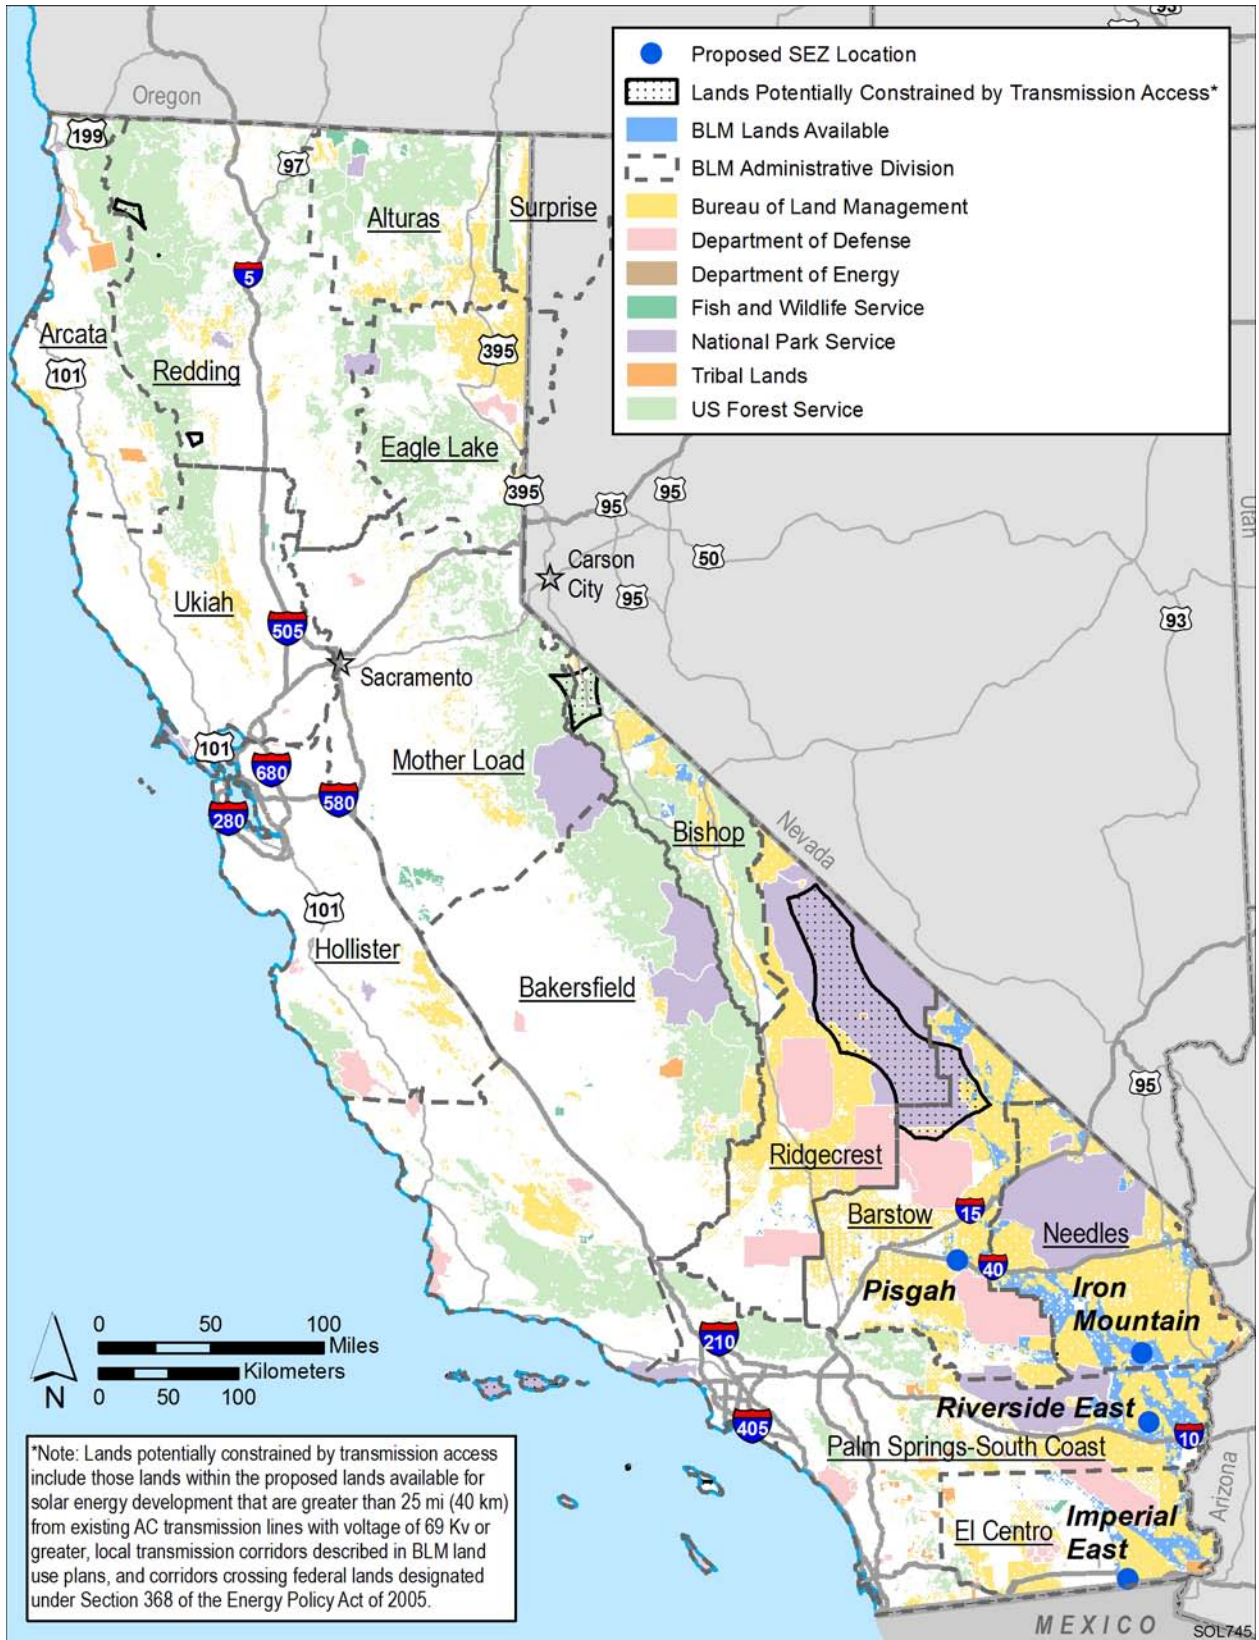 95
Oregon
199
97
Proposed SEZ Location
Lands Potentially Constrained by Transmission Access*
BLM Lands Available
BLM Administrative Division
Bureau of Land Management
Department of Defense
Department of Energy
Fish and Wildlife Service
National Park Service
Tribal Lands
US Forest Service
Alturas
Surprise
5
Arcata
101
Redding
395
Eagle Lake
395
95
95
Utah
50
Carson
City
95
93
Ukiah
505
Sacramento
101
680
Mother Load
580
280
Bishop
Nevada
101
Hollister
Bakersfield
95
Ridgecrest
Barstow
15
Needles
40
Pisgah
Iron
Mountain
210
0 50 100
Miles
Kilometers
0 50 100
N
405
Riverside East
10
Palm Springs-South Coast
Arizona
El Centro
Imperial
East
*Note: Lands potentially constrained by transmission access
include those lands within the proposed lands available for
solar energy development that are greater than 25 mi (40 km)
from existing AC transmission lines with voltage of 69 Kv or
greater, local transmission corridors described in BLM land
use plans, and corridors crossing federal lands designated
under Section 368 of the Energy Policy Act of 2005.
MEXICO
SOL745